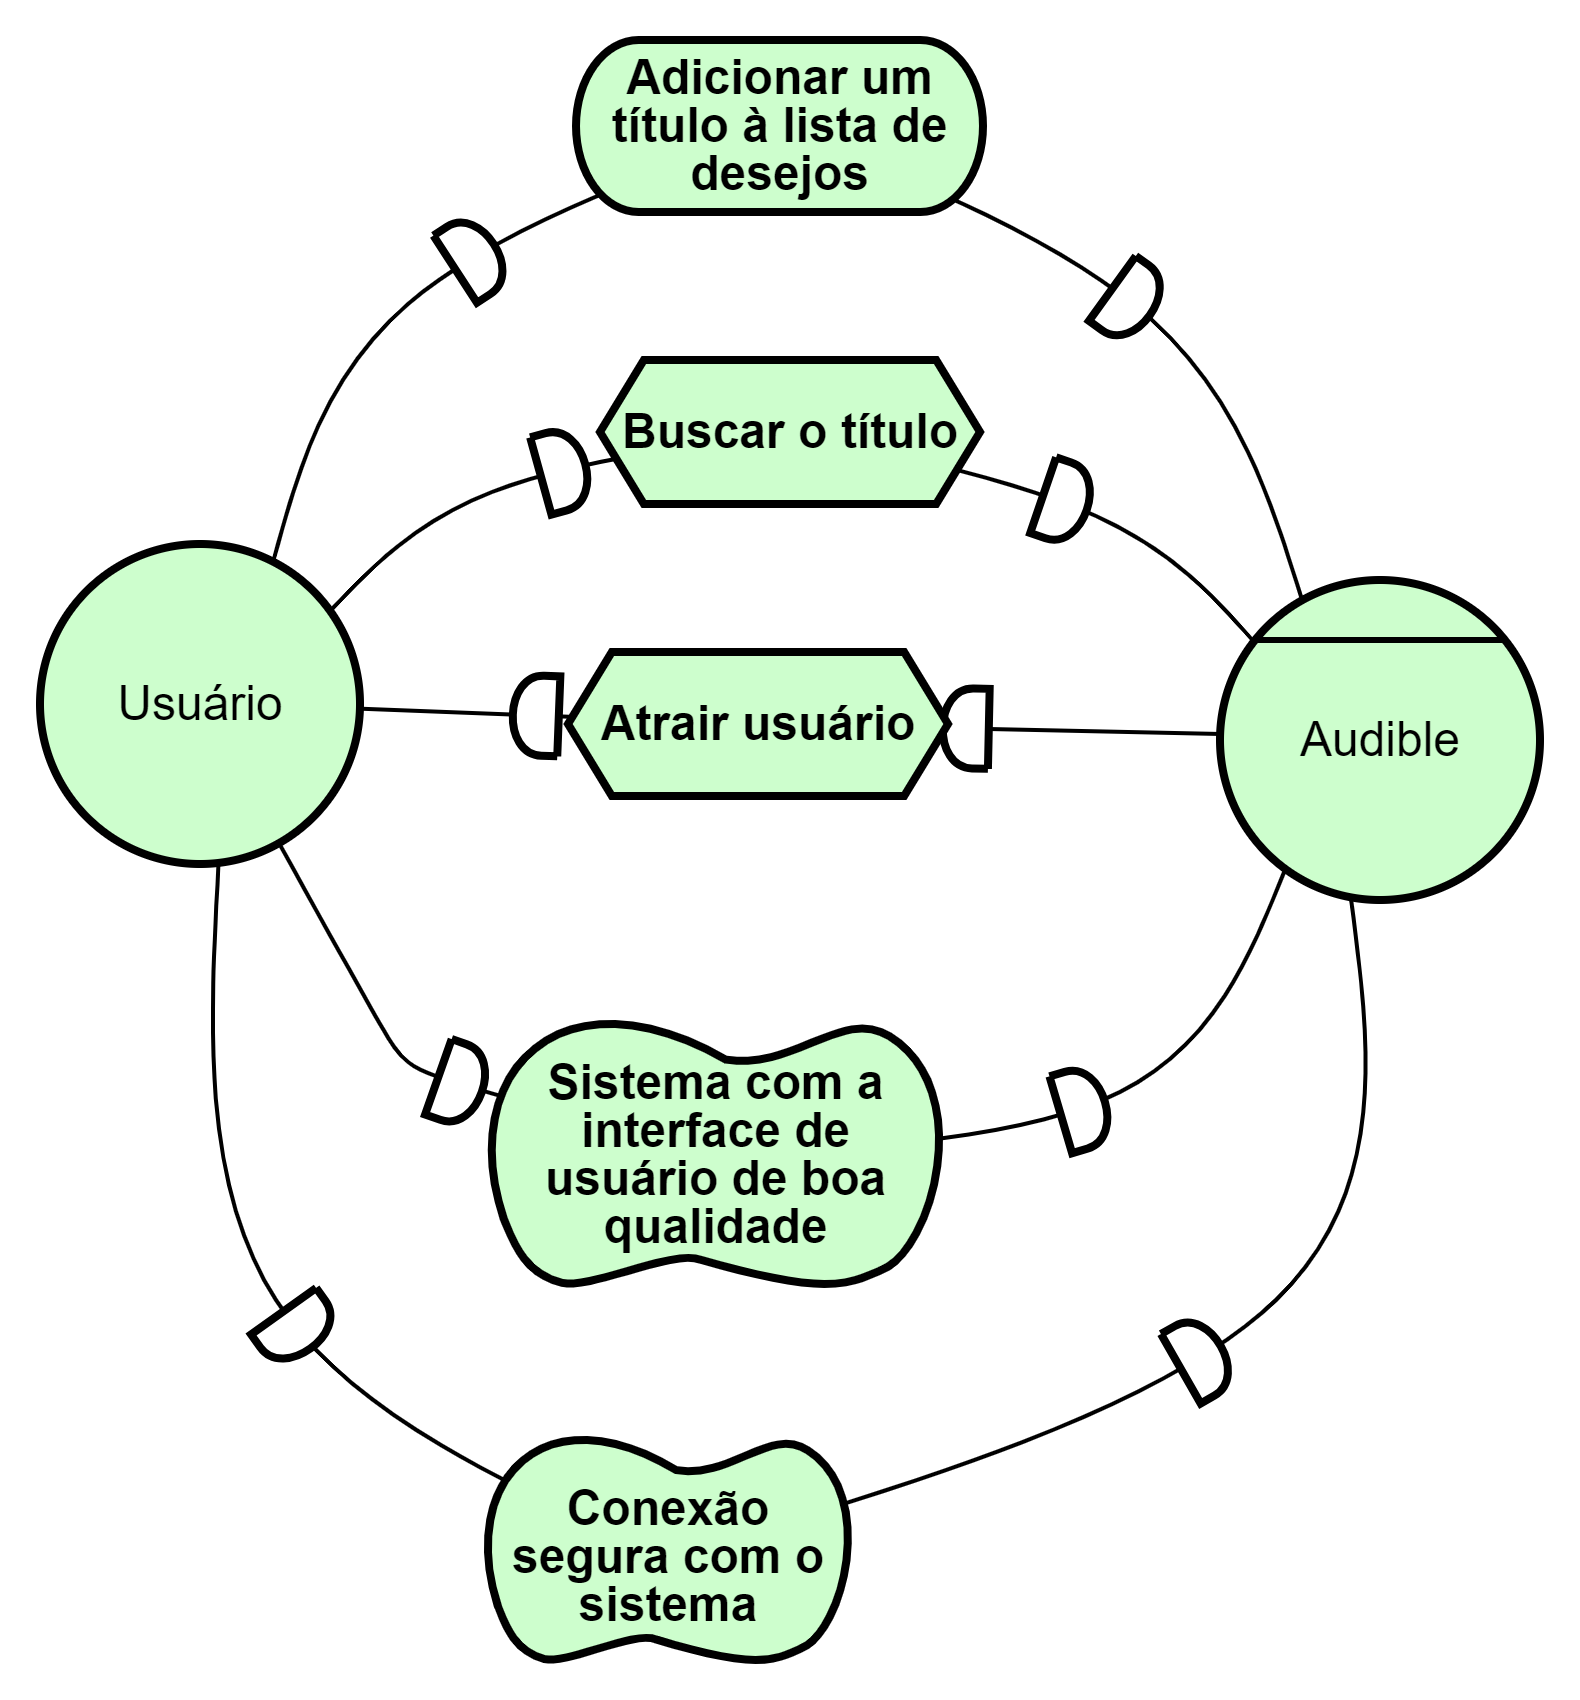 Adicionar um
título à lista de
desejos
Buscar o título
Usuário
Atrair usuário
Audible
Sistema com a
interface de
usuário de boa
qualidade
Conexão
segura com o
sistema